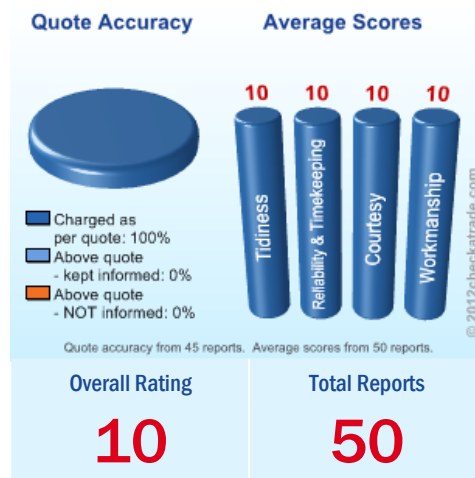 Quote Accuracy
Average Scores
10 10 10 10
Tidiness
Reliability & Timekeeping
Courtesy
Workmanship
Charged as
per quote: 100%
Above quote
- kept informed: 0%
Above quote
- NOT informed: 0%
© 2012checkatrade.com
Quote accuracy from 45 reports. Average scores from 50 reports.
Overall Rating
Total Reports
10
50